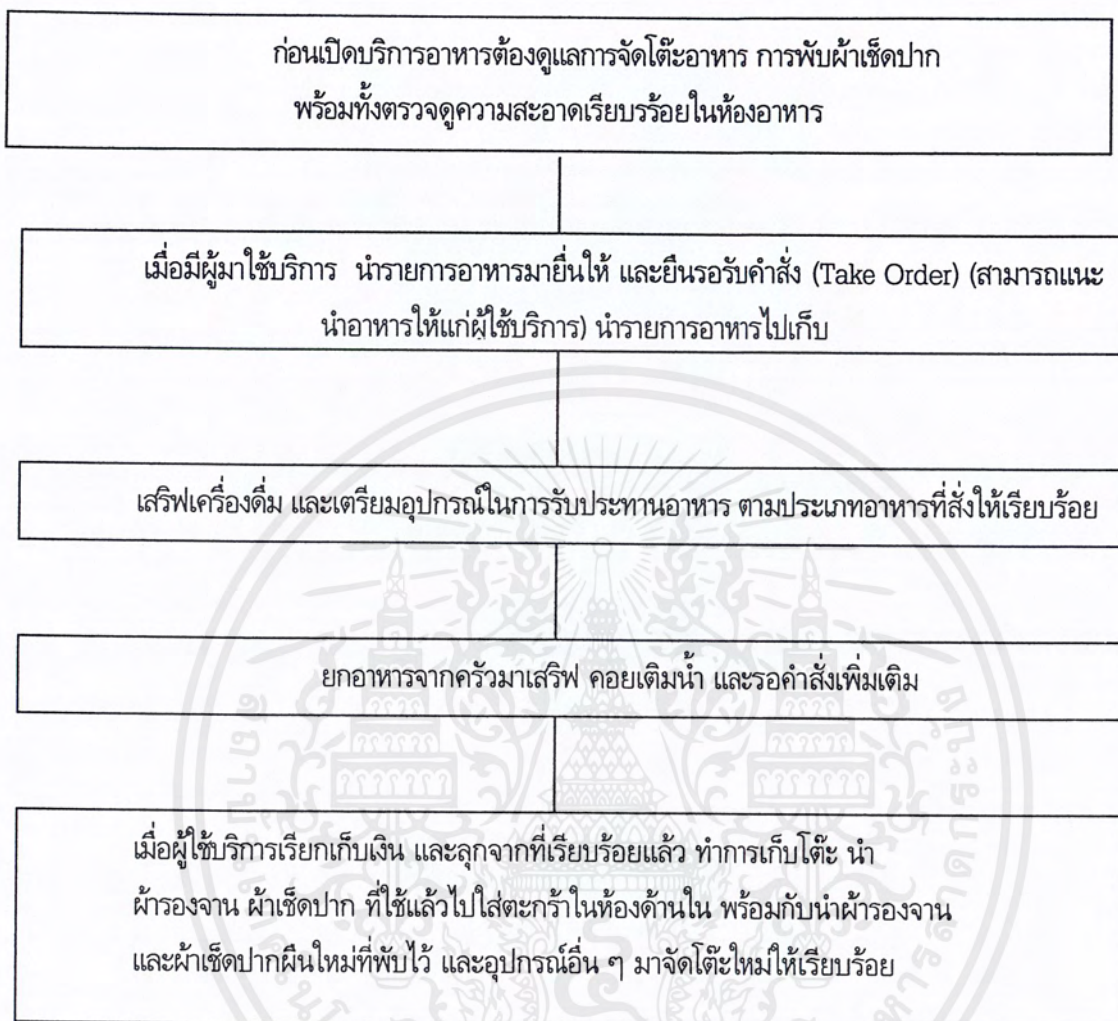 ก่อนเปิดบริการอาหารต้องดูแลการจัดโต๊ะอาหาร การพับผ้าเช็ดปาก
พร้อมทั้งตรวจดูความสะอาดเรียบรร้อยในห้องอาหาร
เมื่อมีผู้มาใช้บริการ นำรายการอาหารมายื่นให้ และยืนรอรับคำสั่ง (Take Order) (สามารถแนะ
นำอาหารให้แก่ผู้ใช้บริการ) นำรายการอาหารไปเก็บ
เสริฟเครื่องดื่ม และเตรียมอุปกรณ์ในการรับประทานอาหาร ตามประเภทอาหารที่สั่งให้เรียบร้อย
ยกอาหารจากครัวมาเสริฟ คอยเติมน้ำ และรอคำสั่งเพิ่มเติม
เมื่อผู้ใช้บริการเรียกเก็บเงิน และลุกจากที่เรียบร้อยแล้ว ทำการเก็บโต๊ะ นำ
ผ้ารองจาน ผ้าเช็ดปาก ที่ใช้แล้วไปใส่ตะกร้าในห้องด้านใน พร้อมกับนำผ้ารองจาน
และผ้าเช็ดปากผืนใหม่ที่พับไว้ และอุปกรณ์อื่น ๆ มาจัดโต๊ะใหม่ให้เรียบร้อย